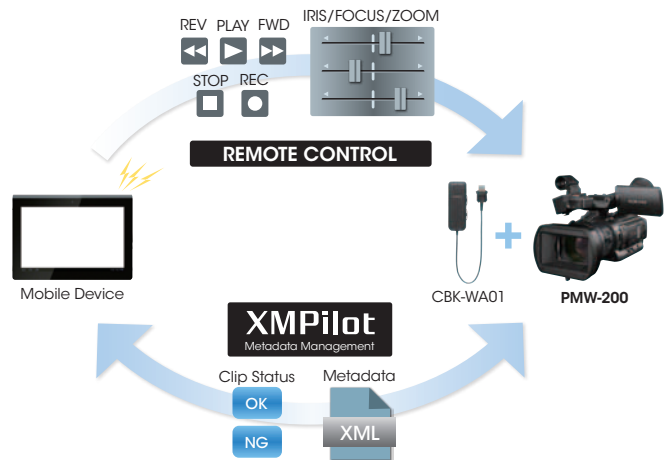 REV PLAY FWD
IRIS/FOCUS/ZOOM
STOP REC
REMOTE CONTROL
Mobile Device
CBK-WA01
PMW-200
XMPilot
Metadata Management
Clip Status
Metadata
OK
NG
XML